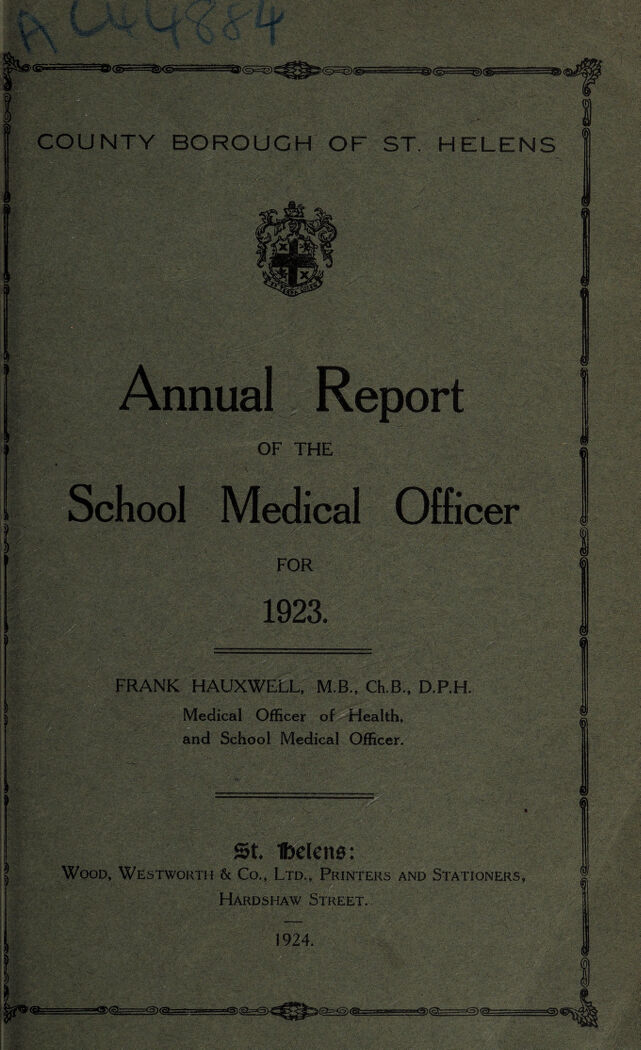 AC44884
COUNTY BOROUGH OF ST. HELENS
Annual Report
OF THE
School Medical Officer
FOR
1923.
FRANK HAUXWELL, M.B., Ch.B., D.P.H.
Medical Officer of Health,
and School Medical Officer.
St. Helens:
WOOD, WESTWORTH & CO., LTD., PRINTERS AND STATIONERS,
HARDSHAW STREET.
1924.